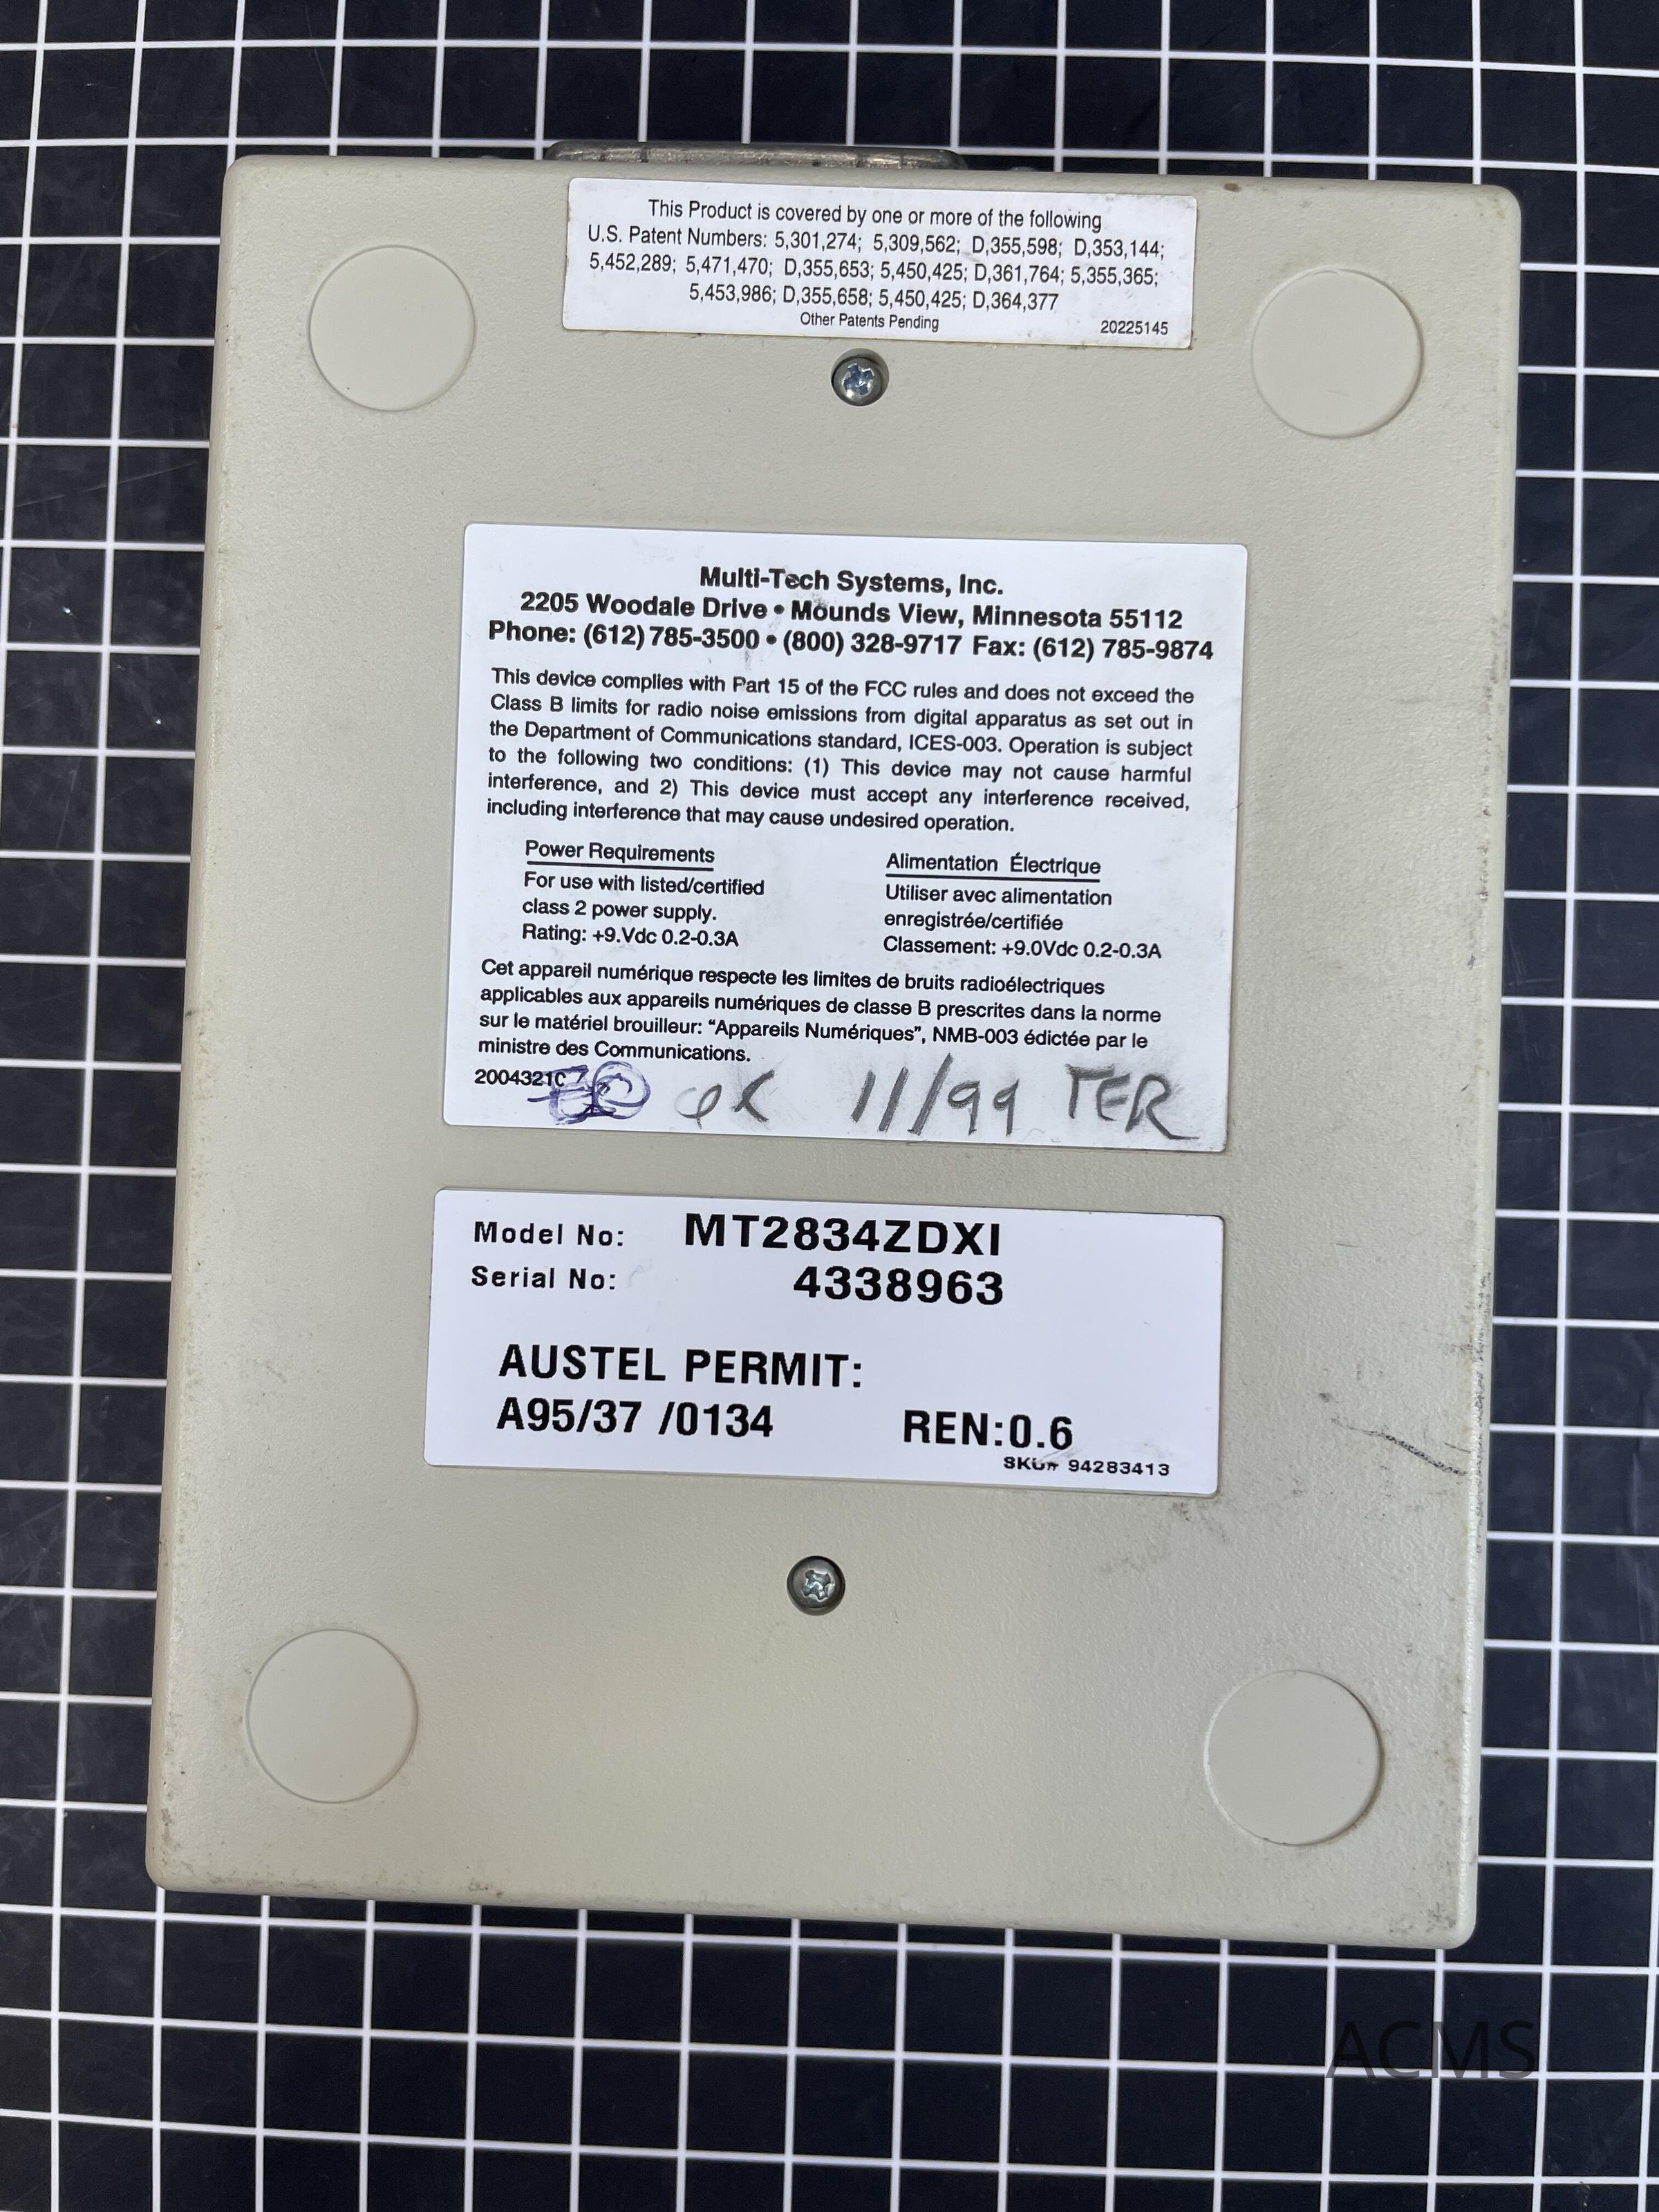 This Product is covered by one or more of the following
U.S. Patent Numbers: 5,301,274; 5,309,562; D,355,598; D,353,144;
5,452,289; 5,471,470; D,355,653; 5,450,425; D,361,764; 5,355,365;
5,453,986; D,355,658; 5,450,425; D,364,377
Other Patents Pending 20225145
Multi-Tech Systems, Inc.
2205 Woodale Drive • Mounds View, Minnesota 55112
Phone: (612) 785-3500 • (800) 328-9717 Fax: (612) 785-9874
This device complies with Part 15 of the FCC rules and does not exceed the
Class B limits for radio noise emissions from digital apparatus as set out in
the Department of Communications standard, ICES-003. Operation is subject
to the following two conditions: (1) This device may not cause harmful
interference, and 2) This device must accept any interference received,
including interference that may cause undesired operation.
Power Requirements
For use with listed/certified
class 2 power supply.
Rating: +9.Vdc 0.2-0.3A
Alimentation Électrique
Utiliser avec alimentation
enregistrée/certifiée
Classement: +9.0Vdc 0.2-0.3A
Cet appareil numérique respecte les limites de bruits radioélectriques
applicables aux appareils numériques de classe B prescrites dans la norme
sur le matériel brouilleur: “Appareils Numériques”, NMB-003 édictée par le
ministre des Communications.
2004321C 11/99 TER
Model No: MT2834ZDXI
Serial No: 4338963
AUSTEL PERMIT:
A95/37 /0134 REN:0.6
SKU# 94283413
ACMS